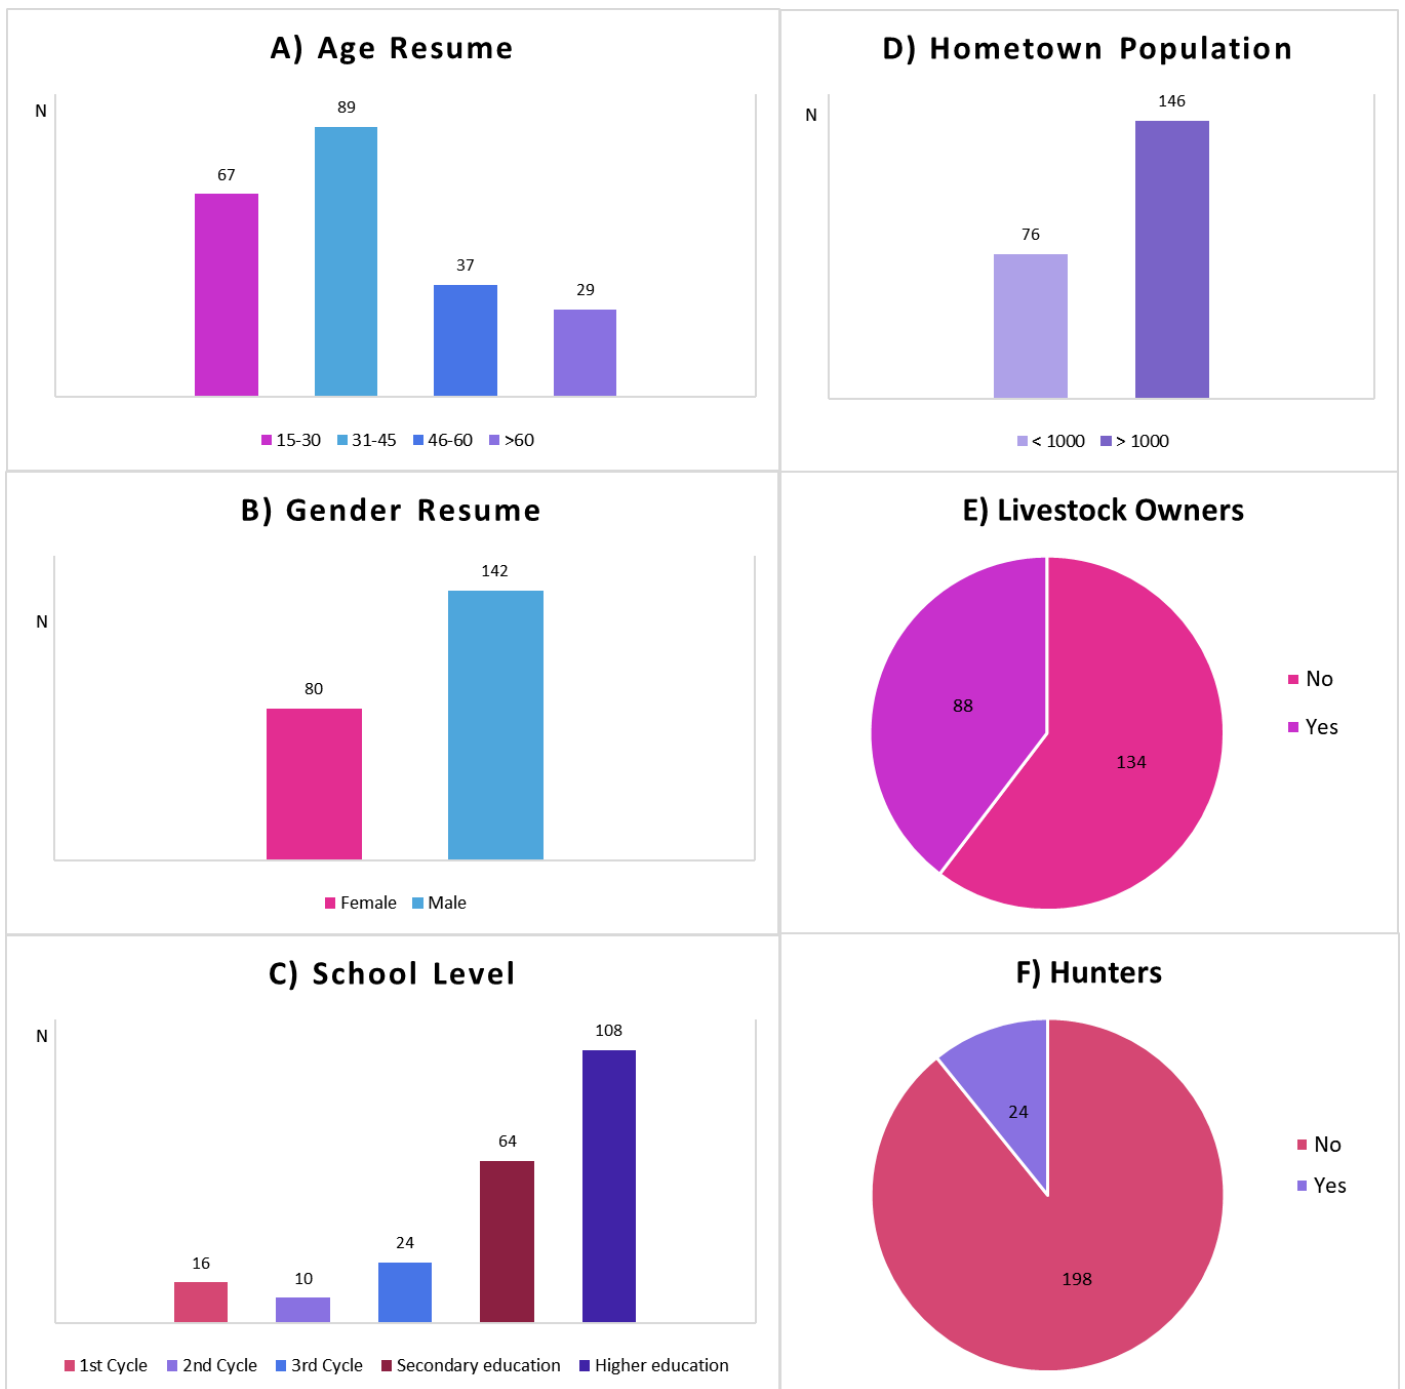 A) Age Resume
N
89
67
37
29
15-30 31-45 46-60 >60
D) Hometown Population
N
146
76
< 1000 > 1000
B) Gender Resume
N
142
80
Female Male
E) Livestock Owners
88
134
No
Yes
C) School Level
N
108
64
24
16
10
1st Cycle 2nd Cycle 3rd Cycle Secondary education Higher education
F) Hunters
24
198
No
Yes